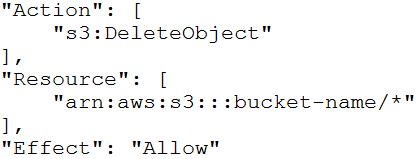 "Action": [
    "s3:DeleteObject"
],
"Resource": [
    "arn:aws:s3:::bucket-name/*"
],
"Effect": "Allow"